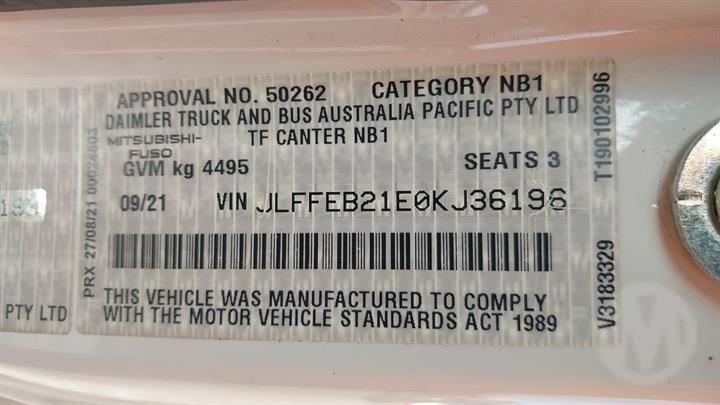 APPROVAL NO. 50262 CATEGORY NB1
DAIMLER TRUCK AND BUS AUSTRALIA PACIFIC PTY LTD
MITSUBISHI-FUSO TF CANTER NB1
GVM kg 4495 SEATS 3
09/21 VIN JLFFEB21E0KJ36196
THIS VEHICLE WAS MANUFACTURED TO COMPLY
WITH THE MOTOR VEHICLE STANDARDS ACT 1989
PRX 27/08/21 00024603
V3183329 T190102996
PTY LTD
M